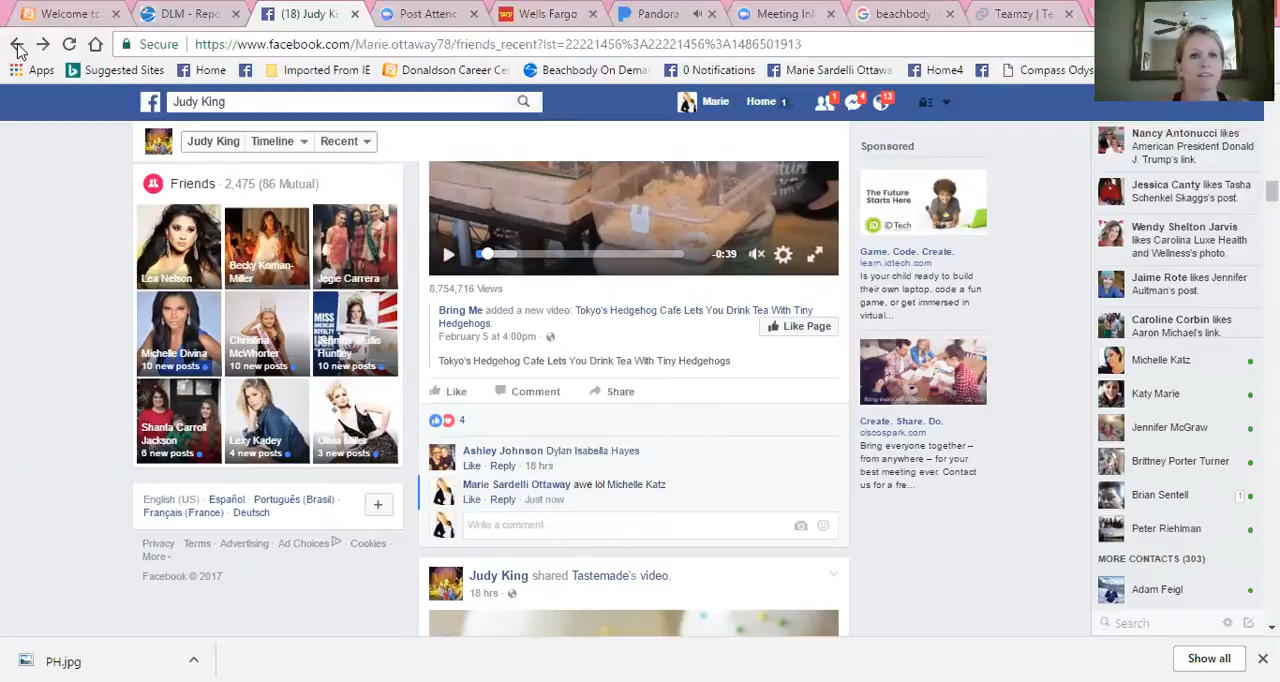 Welcome to
DLM - Repo
(18) Judy Ki
Post Attend
Wells Fargo
Pandora
Meeting Inf
beachbody
Teamzy | Te
Secure
https://www.facebook.com/Marie.ottaway78/friends_recent?lst=22221456%3A22221456%3A1486501913
Apps
Suggested Sites
Home
Imported From IE
Donaldson Career Ce
Beachbody On Dema
0 Notifications
Marie Sardelli Ottawa
Home4
Compass Odys
Judy King
Marie
Home 1
1
4
13
Judy King
Timeline
Recent
Friends · 2,475 (86 Mutual)
Lea Nelson
Becky Koman-
Miller
Jegie Carrera
Michelle Divina
10 new posts
Christina
McWhorter
10 new posts
Jennifer Mullis
Huntley
10 new posts
Shanta Carroll
Jackson
6 new posts
Lexy Kadey
4 new posts
Olivia Miller
3 new posts
English (US) · Español · Português (Brasil) ·
Français (France) · Deutsch
Privacy · Terms · Advertising · Ad Choices · Cookies ·
More
Facebook © 2017
-0:39
8,754,716 Views
Bring Me added a new video: Tokyo's Hedgehog Cafe Lets You Drink Tea With Tiny
Hedgehogs.
February 5 at 4:00pm ·
Like Page
Tokyo's Hedgehog Cafe Lets You Drink Tea With Tiny Hedgehogs
Like
Comment
Share
4
Ashley Johnson Dylan Isabella Hayes
Like · Reply · 18 hrs
Marie Sardelli Ottaway awe lol Michelle Katz
Like · Reply · Just now
Write a comment...
Judy King shared Tastemade's video.
18 hrs ·
Sponsored
The Future
Starts Here
iD Tech
Game. Code. Create.
learn.idtech.com
Is your child ready to build
their own laptop, code a fun
game, or get immersed in
virtual...
Create. Share. Do.
ciscospark.com
Bring everyone together –
from anywhere – for your
best meeting ever. Contact
us for a fre...
Nancy Antonucci likes
American President Donald
J. Trump's link.
Jessica Canty likes Tasha
Schenkel Skaggs's post.
Wendy Shelton Jarvis
likes Carolina Luxe Health
and Wellness's photo.
Jaime Rote likes Jennifer
Aultman's post.
Caroline Corbin likes
Aaron Michael's link.
Michelle Katz
Katy Marie
Jennifer McGraw
Brittney Porter Turner
Brian Sentell
1
Peter Riehlman
MORE CONTACTS (303)
Adam Feigl
Search
PH.jpg
Show all